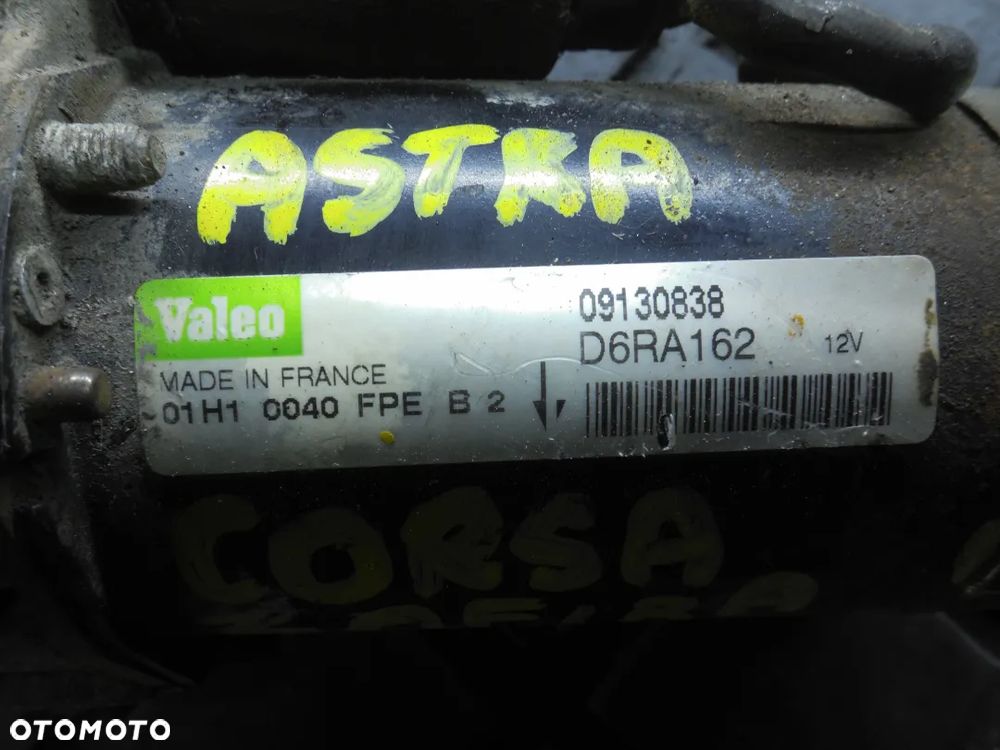 ASTRA
Valeo
09130838
D6RA162 12V
MADE IN FRANCE
01H1 0040 FPE B 2
CORSA
OTOMOTO